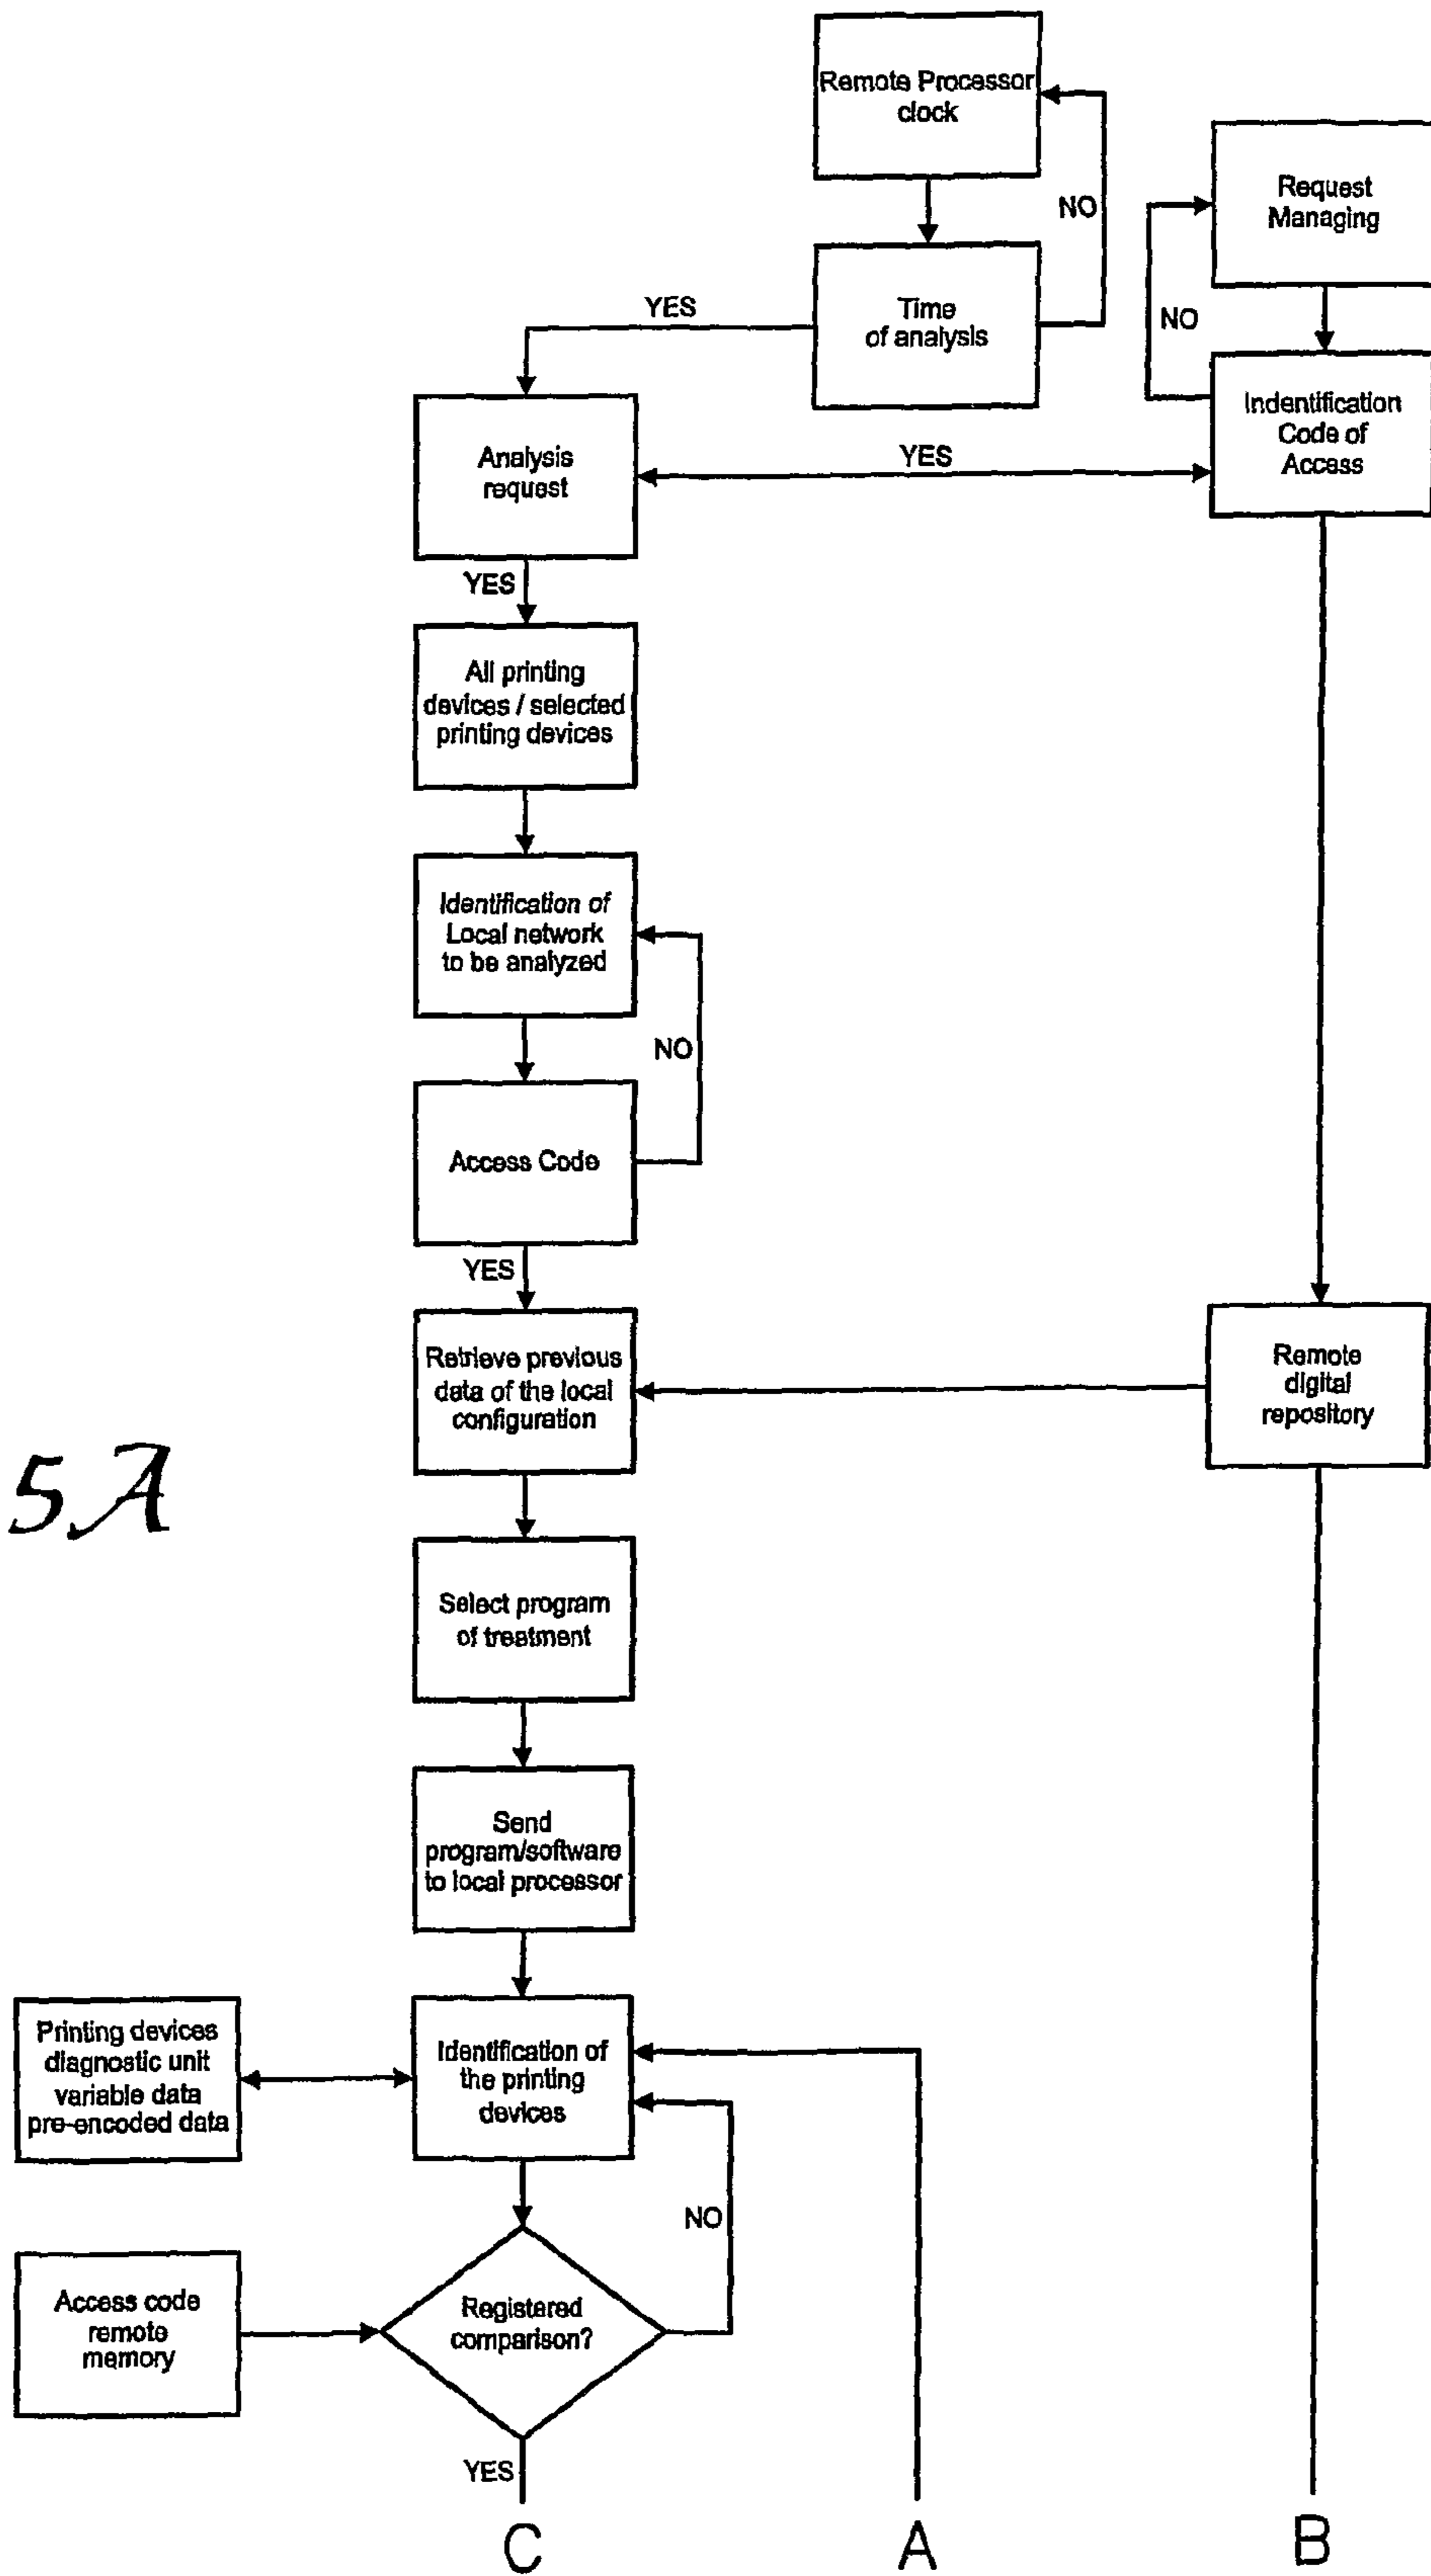 Remote Processor
clock
NO
Request
Managing
Time
of analysis
YES
NO
Indentification
Code of
Access
Analysis
request
YES
YES
All printing
devices / selected
printing devices
Identification of
Local network
to be analyzed
NO
Access Code
YES
Retrieve previous
data of the local
configuration
Remote
digital
repository
5A
Select program
of treatment
Send
program/software
to local processor
Printing devices
diagnostic unit
variable data
pre-encoded data
Identification of
the printing
devices
NO
Access code
remote
memory
Registered
comparison?
YES
C
A
B